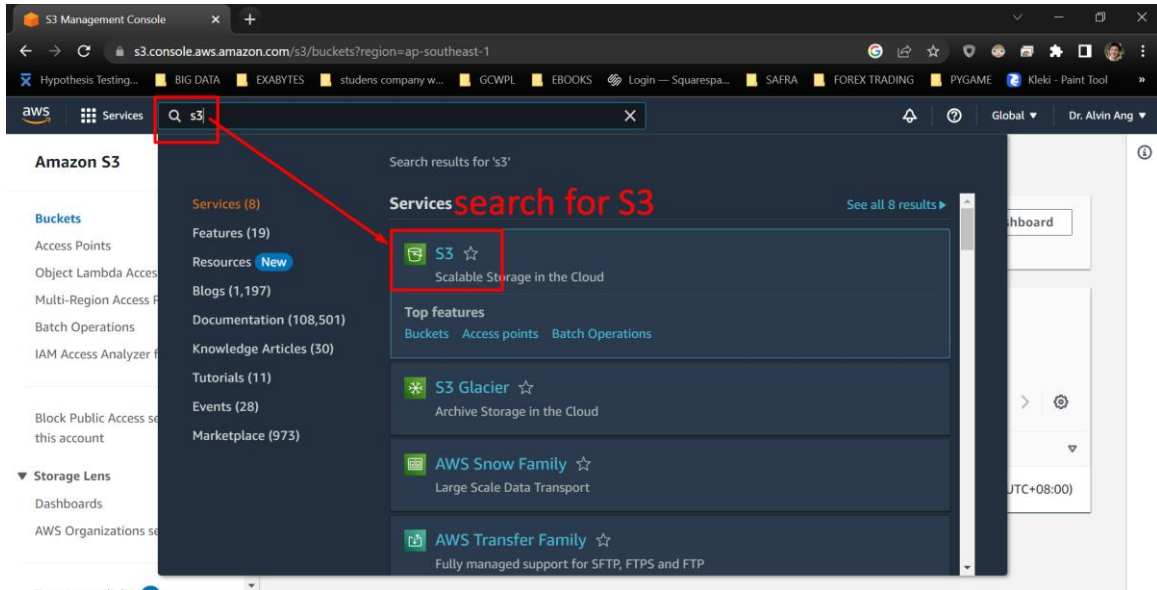 S3 Management Console
s3.console.aws.amazon.com/s3/buckets?region=ap-southeast-1
Hypothesis Testing... BIG DATA EXABYTES studens company w... GCWPL EBOOKS Login — Squarespa... SAFRA FOREX TRADING PYGAME Kleki - Paint Tool »
aws Services s3 Global Dr. Alvin Ang
Amazon S3
Buckets
Access Points
Object Lambda Acces
Multi-Region Access
Batch Operations
IAM Access Analyzer f
Block Public Access se
this account
Storage Lens
Dashboards
AWS Organizations se
Search results for 's3'
Services (8)
Features (19)
Resources New
Blogs (1,197)
Documentation (108,501)
Knowledge Articles (30)
Tutorials (11)
Events (28)
Marketplace (973)
Services search for S3 See all 8 results
S3
Scalable Storage in the Cloud
Top features
Buckets Access points Batch Operations
S3 Glacier
Archive Storage in the Cloud
AWS Snow Family
Large Scale Data Transport
AWS Transfer Family
Fully managed support for SFTP, FTPS and FTP
shboard
UTC+08:00)